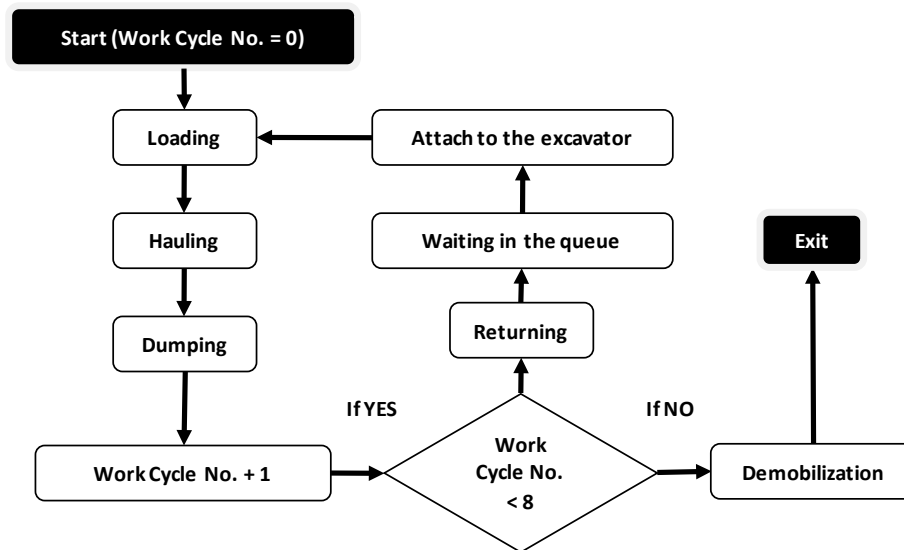 Start (Work Cycle No. = 0)
Loading
Attach to the excavator
Hauling
Waiting in the queue
Exit
Dumping
Returning
If YES
If NO
Work Cycle No. + 1
Work
Cycle No.
< 8
Demobilization